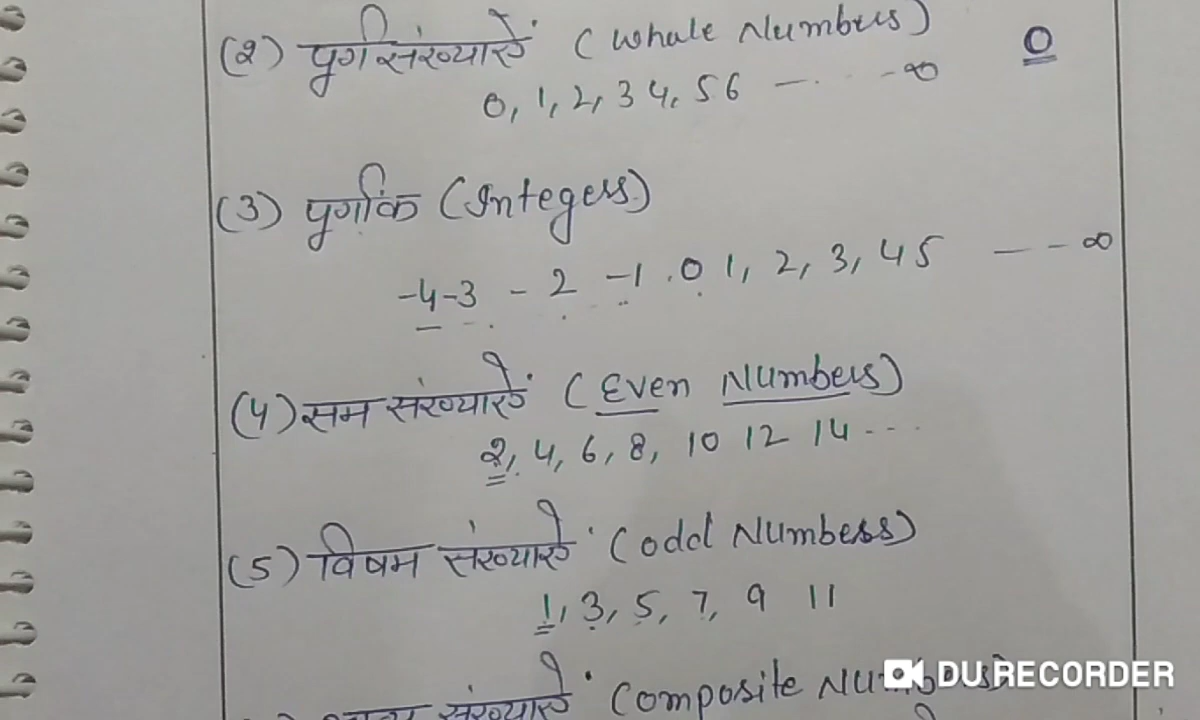 (2) पूर्ण संख्याऐं (Whole Numbers) 0
0, 1, 2, 3 4, 5 6 — . . - ∞
(3) पूर्णांक (Integers)
-4 -3 - 2 -1 . 0 1, 2, 3, 4 5 — - ∞
(4) सम संख्याऐं (Even Numbers)
2, 4, 6, 8, 10 12 14 - - - -
(5) विषम संख्याऐं (odd Numbers)
1, 3, 5, 7, 9 11
संख्याऐं (Composite Numbers)
DU RECORDER